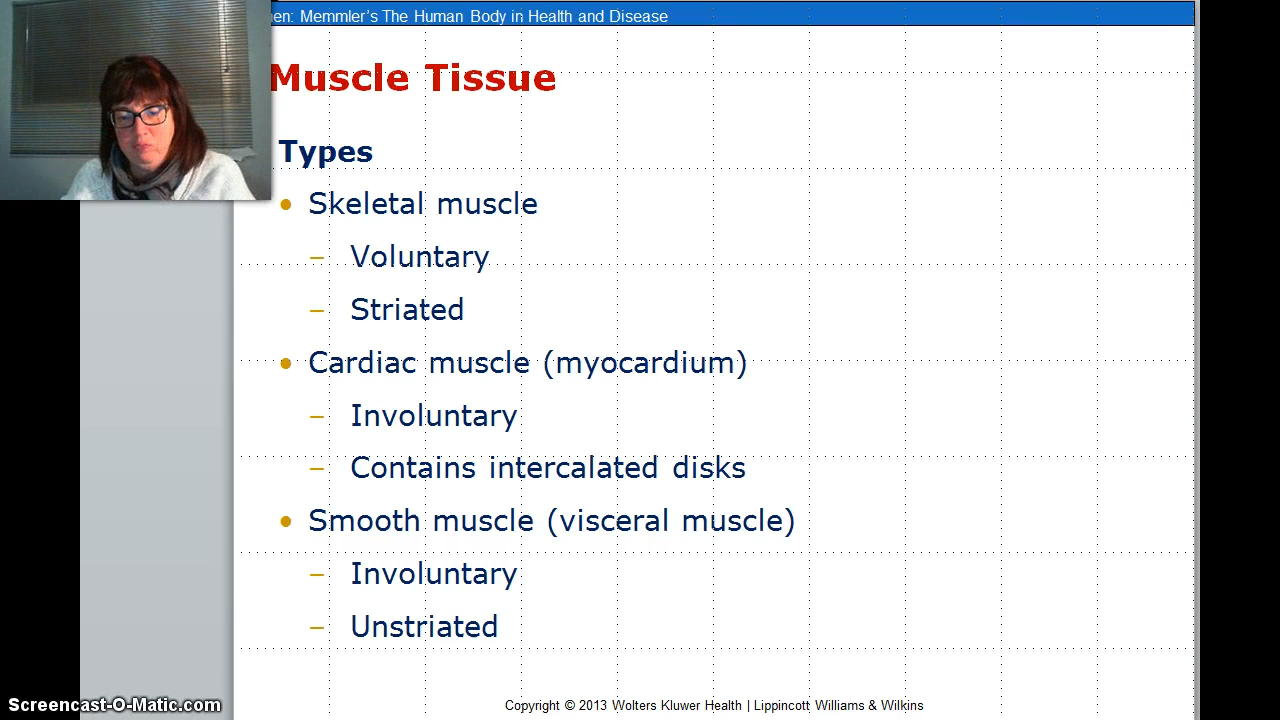 Memmler's The Human Body in Health and Disease
Muscle Tissue
Types
• Skeletal muscle
– Voluntary
– Striated
• Cardiac muscle (myocardium)
– Involuntary
– Contains intercalated disks
• Smooth muscle (visceral muscle)
– Involuntary
– Unstriated
Screencast-O-Matic.com
Copyright © 2013 Wolters Kluwer Health | Lippincott Williams & Wilkins